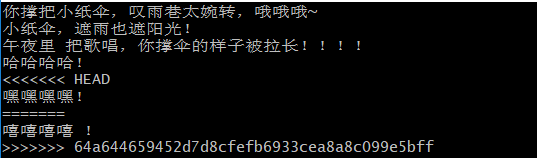 你撑把小纸伞，叹雨巷太婉转，哦哦哦~
小纸伞，遮雨也遮阳光！
午夜里 把歌唱，你撑伞的样子被拉长！！！！
哈哈哈哈！
<<<<<<< HEAD
嘿嘿嘿嘿！
=======
嘻嘻嘻嘻 ！
>>>>>>> 64a644659452d7d8cfefb6933cea8a8c099e5bff